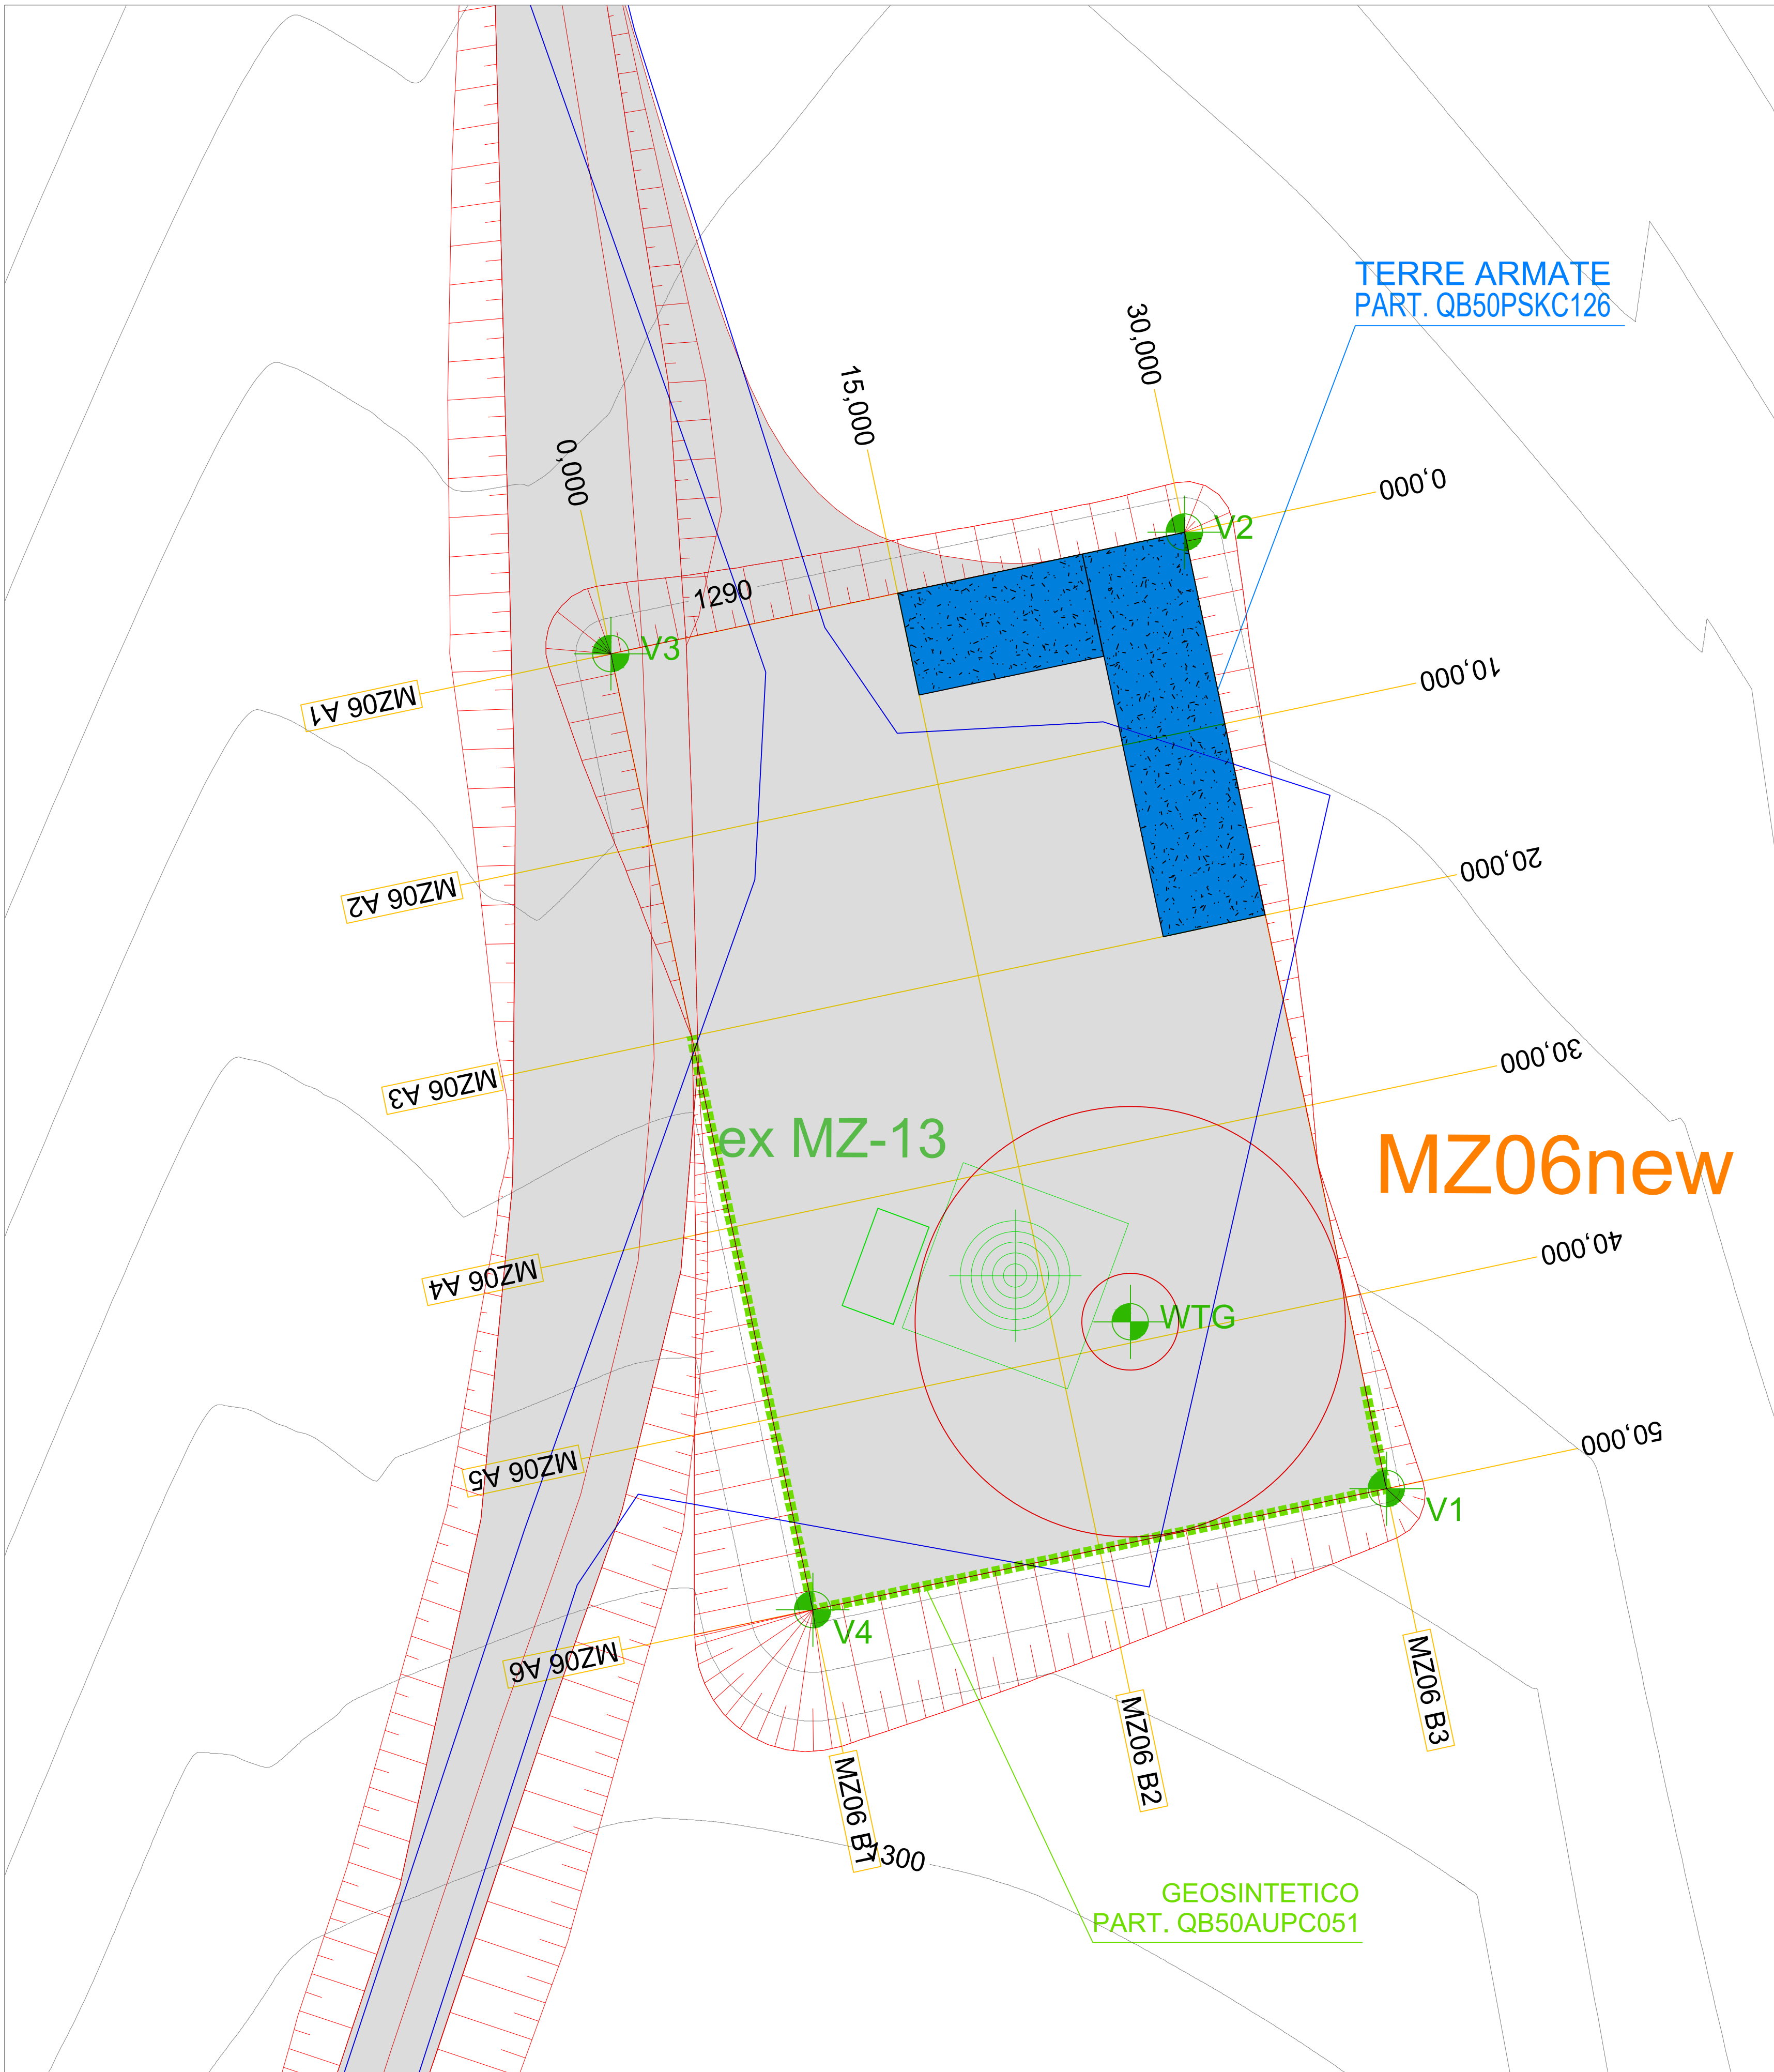 TERRE ARMATE
PART. QB50PSKC126
30,000
15,000
0,000
0,000
V2
1290
V3
10,000
MZ06 A1
20,000
MZ06 A2
30,000
MZ06 A3
ex MZ-13
MZ06new
40,000
MZ06 A4
WTG
50,000
MZ06 A5
V1
V4
MZ06 A6
MZ06 B3
MZ06 B2
MZ06 B1
1300
GEOSINTETICO
PART. QB50AUPC051